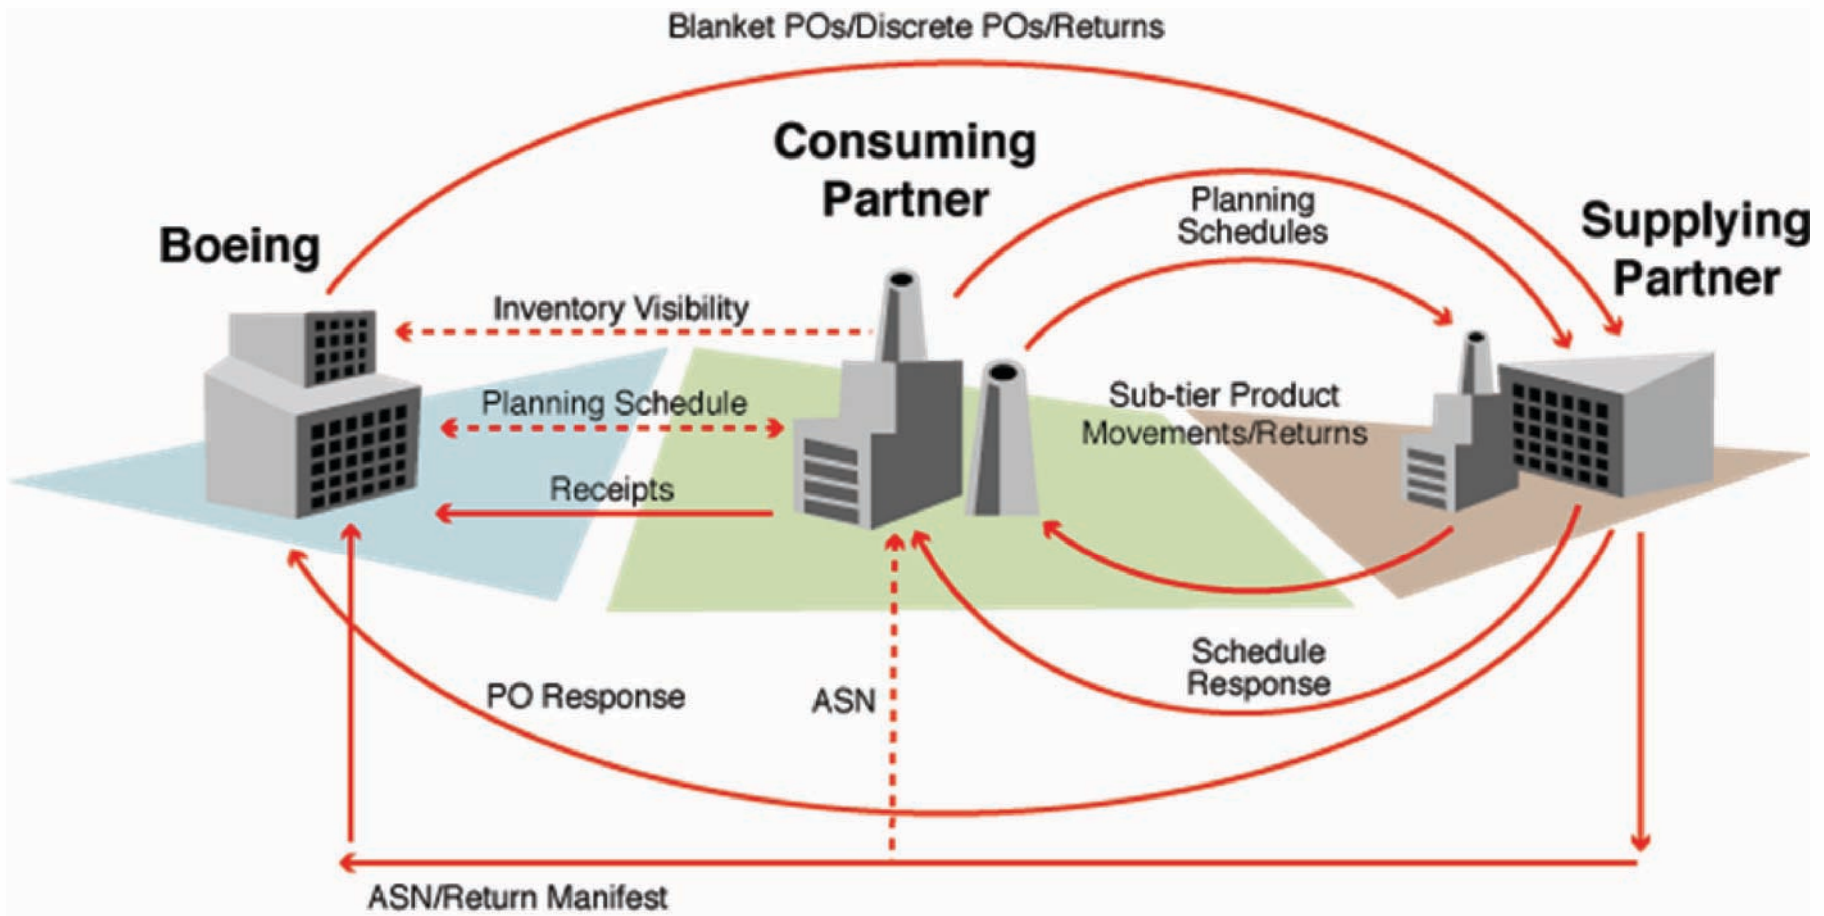 Blanket POs/Discrete POs/Returns
Consuming
Partner
Planning
Schedules
Supplying
Partner
Boeing
Inventory Visibility
Planning Schedule
Sub-tier Product
Movements/Returns
Receipts
Schedule
Response
PO Response
ASN
ASN/Return Manifest